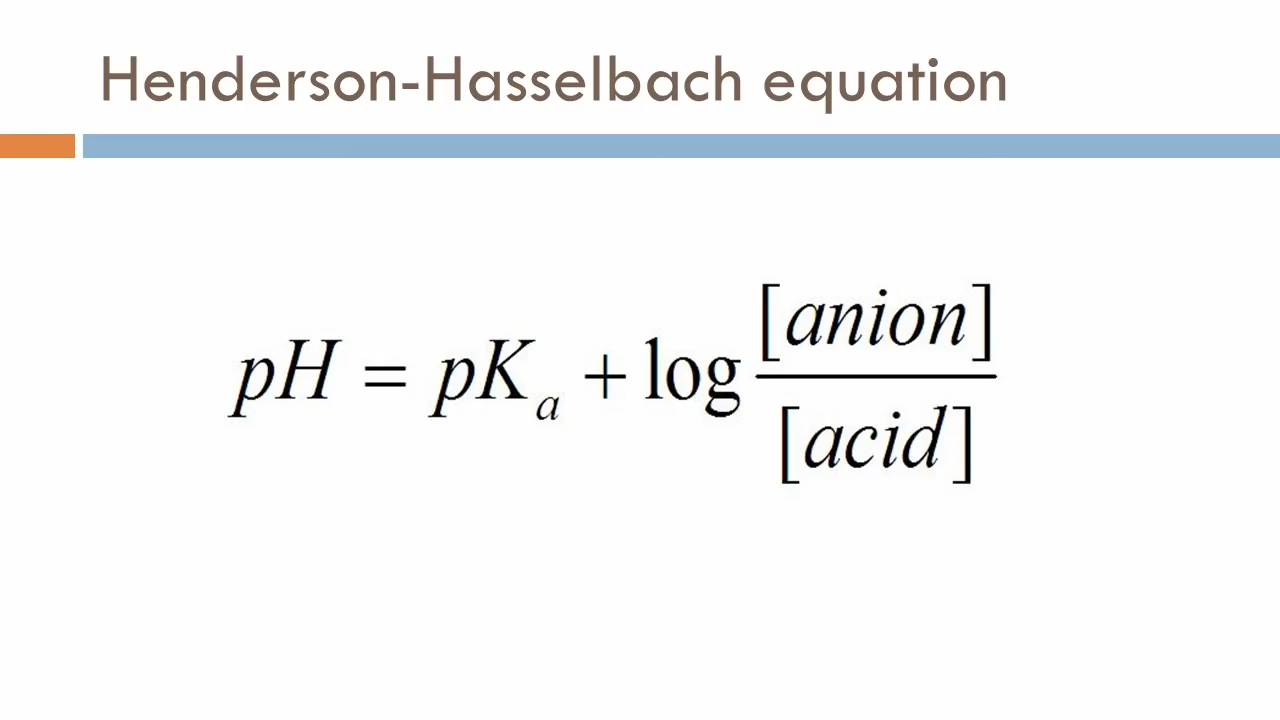 Henderson-Hasselbach equation
pH = pK_a + log [anion] / [acid]